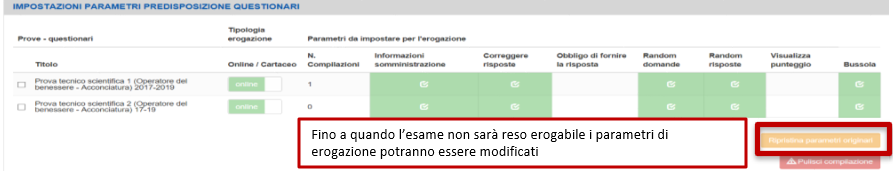 IMPOSTAZIONI PARAMETRI PREDISPOSIZIONE QUESTIONARI
Prove - questionari
Tipologia
erogazione
Parametri da impostare per l'erogazione
Titolo
Online / Cartaceo
N.
Compilazioni
Informazioni
somministrazione
Correggere
risposte
Obbligo di fornire
la risposta
Random
domande
Random
risposte
Visualizza
punteggio
Bussola
Prova tecnico scientifica 1 (Operatore del
benessere - Acconciatura) 2017-2019
online
1
Prova tecnico scientifica 2 (Operatore del
benessere - Acconciatura) 17-19
online
0
Fino a quando l'esame non sarà reso erogabile i parametri di
erogazione potranno essere modificati
Ripristina parametri originari
Pulisci compilazione